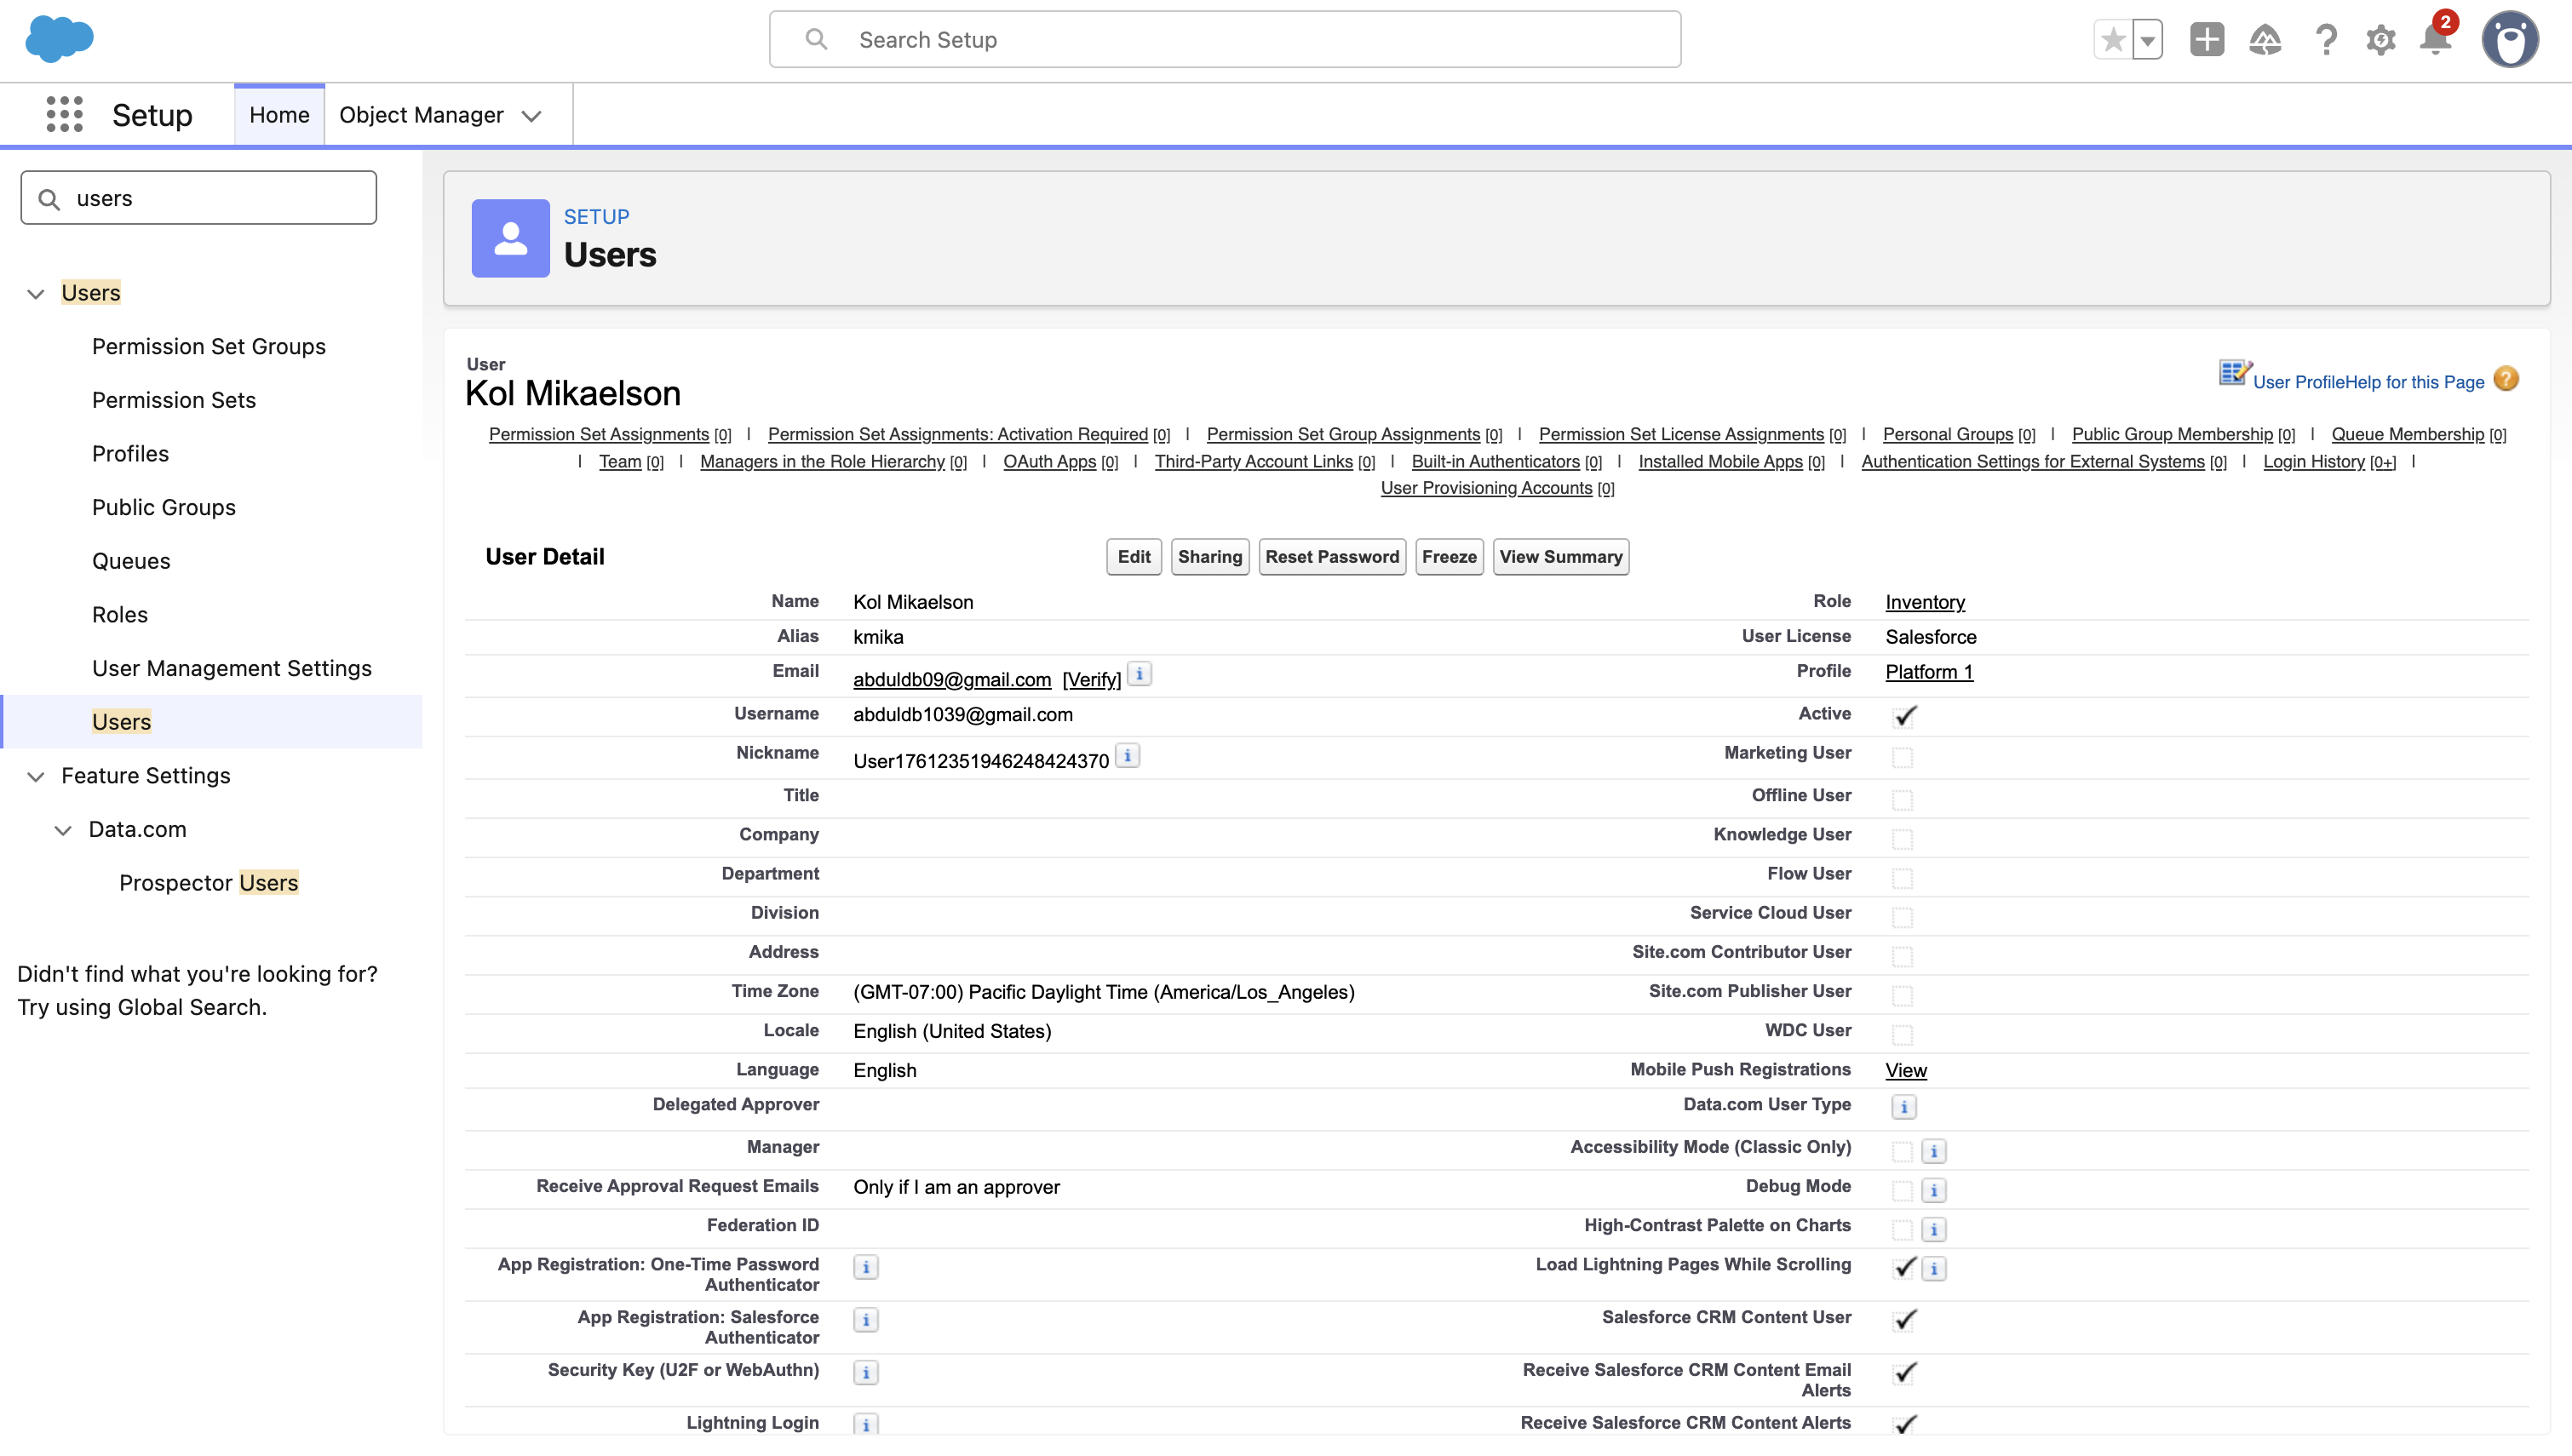 2
Search Setup
Setup
Home
Object Manager
users
Users
Permission Set Groups
Permission Sets
Profiles
Public Groups
Queues
Roles
User Management Settings
Users
Feature Settings
Data.com
Prospector Users
Didn't find what you're looking for?
Try using Global Search.
SETUP
Users
User
Kol Mikaelson
User Profile Help for this Page
Permission Set Assignments [0] | Permission Set Assignments: Activation Required [0] | Permission Set Group Assignments [0] | Permission Set License Assignments [0] | Personal Groups [0] | Public Group Membership [0] | Queue Membership [0]
| Team [0] | Managers in the Role Hierarchy [0] | OAuth Apps [0] | Third-Party Account Links [0] | Built-in Authenticators [0] | Installed Mobile Apps [0] | Authentication Settings for External Systems [0] | Login History [0+] |
User Provisioning Accounts [0]
User Detail
Edit Sharing Reset Password Freeze View Summary
Name Kol Mikaelson Role Inventory
Alias kmika User License Salesforce
Email abduldb09@gmail.com [Verify] i Profile Platform 1
Username abduldb1039@gmail.com Active
Nickname User17612351946248424370 i Marketing User
Title Offline User
Company Knowledge User
Department Flow User
Division Service Cloud User
Address Site.com Contributor User
Time Zone (GMT-07:00) Pacific Daylight Time (America/Los_Angeles) Site.com Publisher User
Locale English (United States) WDC User
Language English Mobile Push Registrations View
Delegated Approver Data.com User Type i
Manager Accessibility Mode (Classic Only) i
Receive Approval Request Emails Only if I am an approver Debug Mode i
Federation ID High-Contrast Palette on Charts i
App Registration: One-Time Password i Load Lightning Pages While Scrolling i
Authenticator
App Registration: Salesforce i Salesforce CRM Content User
Authenticator
Security Key (U2F or WebAuthn) i Receive Salesforce CRM Content Email
Alerts
Lightning Login i Receive Salesforce CRM Content Alerts